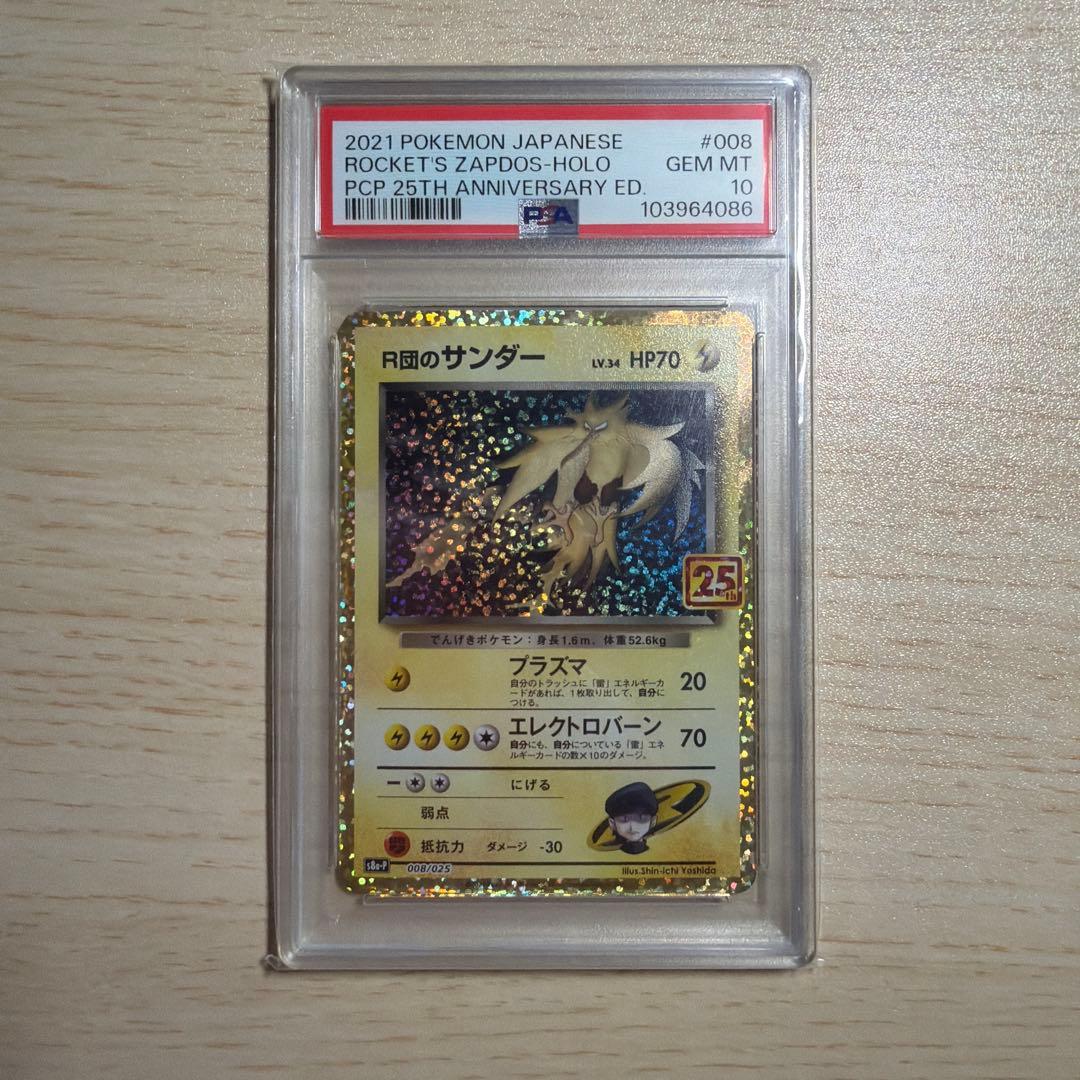 2021 POKEMON JAPANESE #008
ROCKET'S ZAPDOS-HOLO GEM MT
PCP 25TH ANNIVERSARY ED. 10
PSA 103964086
R団のサンダー LV.34 HP70
25th
でんげきポケモン：身長1.6m、体重52.6kg
プラズマ 20
自分のトラッシュに「雷」エネルギーカ
ードがあれば、1枚取り出して、自分に
つける。
エレクトロバーン 70
自分にも、自分についている「雷」エネ
ルギーカードの数×10のダメージ。
にげる
弱点
抵抗力 ダメージ -30
s8a-P 008/025 Illus.Shin-ichi Yoshida